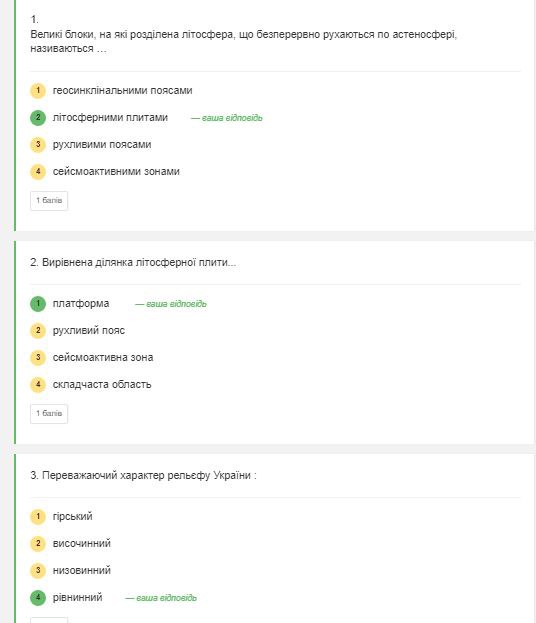 1.
Великі блоки, на які розділена літосфера, що безперервно рухаються по астеносфері,
називаються ...
1 геосинклінальними поясами
2 літосферними плитами — ваша відповідь
3 рухливими поясами
4 сейсмоактивними зонами
1 балів
2. Вирівнена ділянка літосферної плити...
1 платформа — ваша відповідь
2 рухливий пояс
3 сейсмоактивна зона
4 складчаста область
1 балів
3. Переважаючий характер рельєфу України :
1 гірський
2 височинний
3 низовинний
4 рівнинний — ваша відповідь